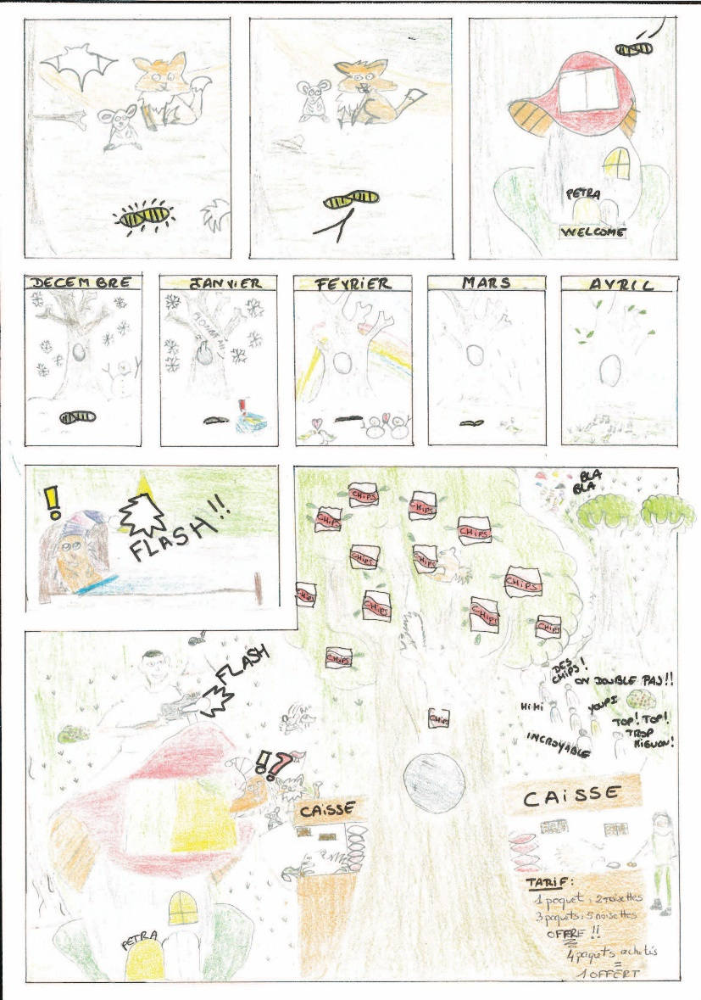 PETRA
WELCOME
DECEMBRE
JANVIER
FEVRIER
MARS
AVRIL
!
FLASH!!
CHIPS
CHIPS
CHIPS
CHIPS
CHIPS
CHIPS
CHIPS
CHIPS
CHIPS
CHIPS
CHIPS
CHIPS
CHIPS
BLA
BLA
FLASH
DES
CHIPS!
ON DOUBLE PAS!!
HIHI
YOUPI
TOP! TOP!
TROP
MIGNON!
INCROYABLE
!?
CAISSE
CAISSE
PETRA
TARIF:
1 paquet : 2 noisettes
3 paquets : 5 noisettes
OFFRE !!
4 paquets achetés
=
1 OFFERT